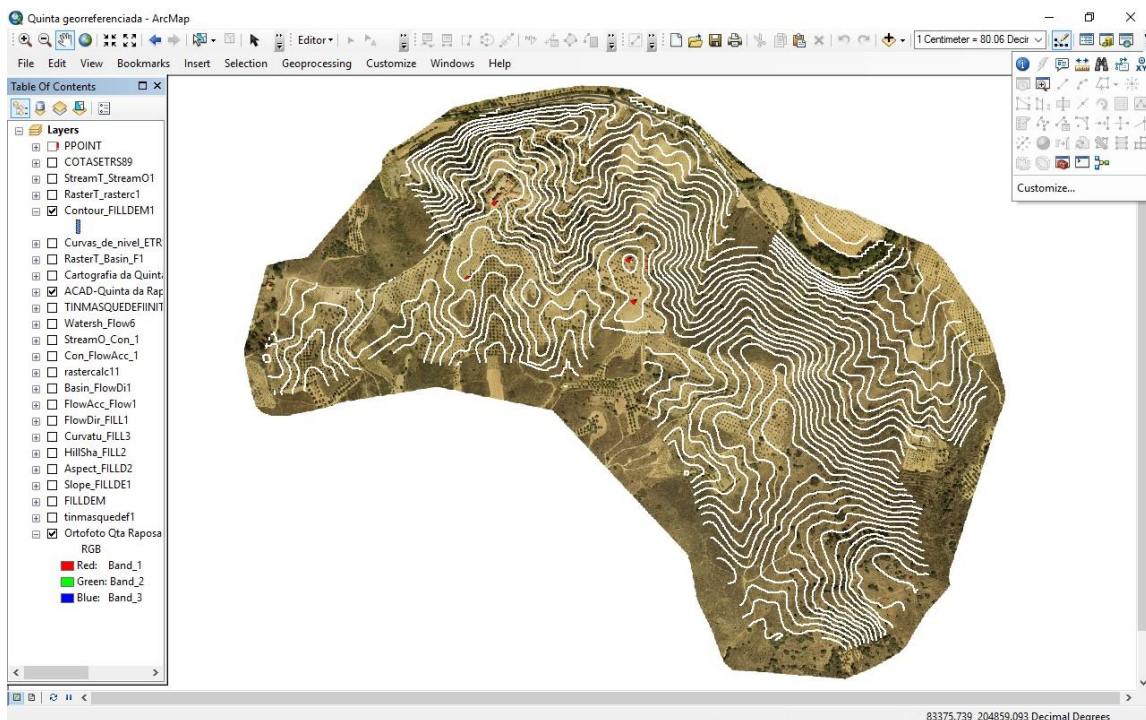 Quinta georreferenciada - ArcMap
Editor
1 Centimeter = 80.06 Decir
File Edit View Bookmarks Insert Selection Geoprocessing Customize Windows Help
Table Of Contents
Layers
PPOINT
COTASETRS89
StreamT_StreamO1
RasterT_rasterc1
Contour_FILLDEM1
Curvas_de_nivel_ETR
RasterT_Basin_F1
Cartografia da Quint
ACAD-Quinta da Rap
TINMASQUEDEFIINIT
Watersh_Flow6
StreamO_Con_1
Con_FlowAcc_1
rastercalc11
Basin_FlowDi1
FlowAcc_Flow1
FlowDir_FILL1
Curvatu_FILL3
HillSha_FILL2
Aspect_FILLD2
Slope_FILLDE1
FILLDEM
tinmasquedef1
Ortofoto Qta Raposa
RGB
Red: Band_1
Green: Band_2
Blue: Band_3
Customize...
83375.739 204859.093 Decimal Degrees